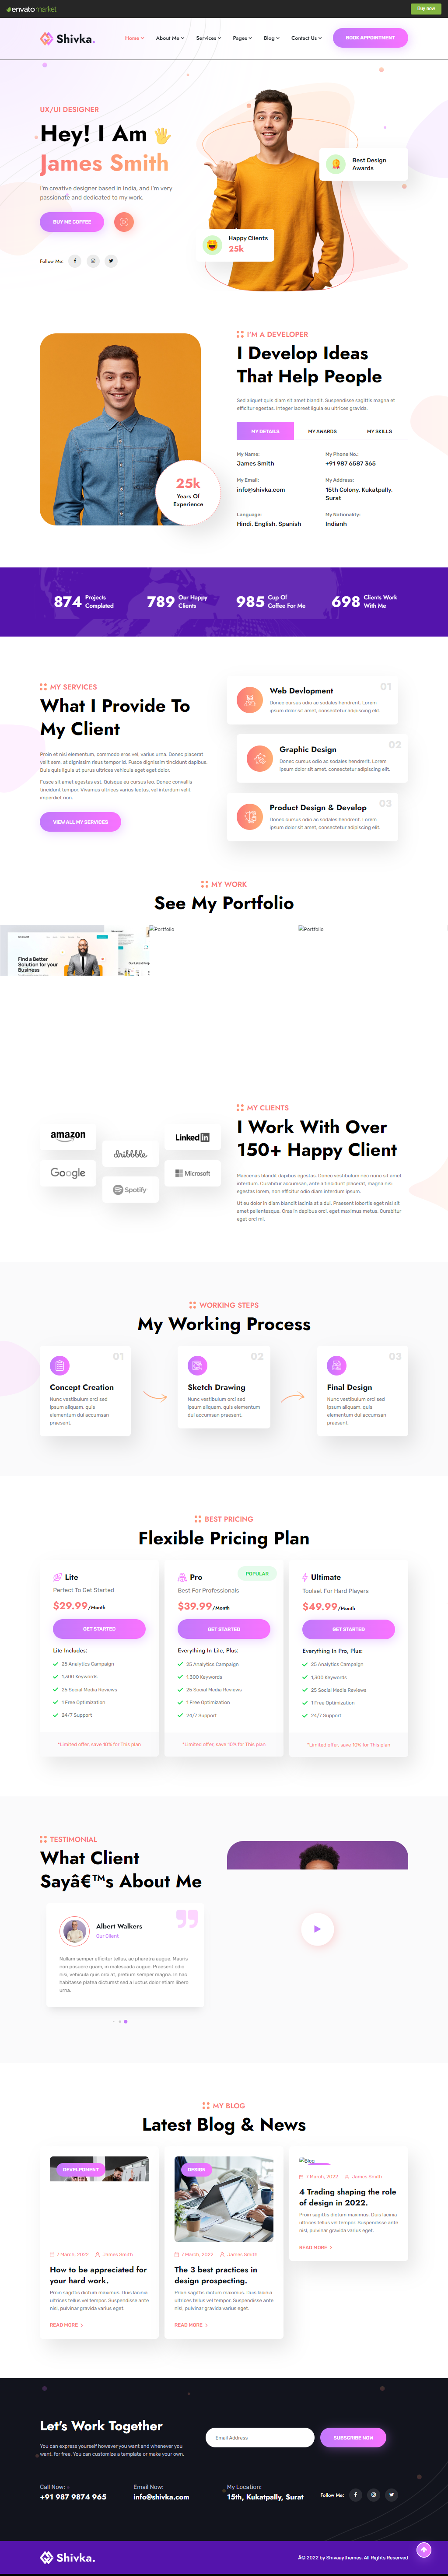 envato market
Buy now
Shivka.
Home
About Me
Services
Pages
Blog
Contact Us
BOOK APPOINTMENT
UX/UI DESIGNER
Hey! I Am
James Smith
I'm creative designer based in India, and I'm very
passionate and dedicated to my work.
BUY ME COFFEE
Follow Me:
Best Design
Awards
Happy Clients
25k
I'M A DEVELOPER
I Develop Ideas
That Help People
Sed aliquet quis diam sit amet blandit. Suspendisse sagittis magna et
efficitur egestas. Integer laoreet ligula eu ultrices gravida.
MY DETAILS
MY AWARDS
MY SKILLS
My Name:
James Smith
My Phone No.:
+91 987 6587 365
My Email:
info@shivka.com
My Address:
15th Colony, Kukatpally,
Surat
Language:
Hindi, English, Spanish
My Nationality:
Indianh
25k
Years Of
Experience
874 Projects
Complated
789 Our Happy
Clients
985 Cup Of
Coffee For Me
698 Clients Work
With Me
MY SERVICES
What I Provide To
My Client
Proin et nisi elementum, commodo eros vel, varius urna. Donec placerat
velit sem, at dignissim risus tempor id. Fusce dignissim tincidunt dapibus.
Duis quis ligula at purus ultrices vehicula eget eget dolor.
Fusce sit amet egestas est. Quisque eu cursus leo. Donec convallis
tincidunt tempor. Vivamus ultrices varius lectus, vel interdum velit
imperdiet non.
VIEW ALL MY SERVICES
01
Web Devlopment
Donec cursus odio ac sodales hendrerit. Lorem
ipsum dolor sit amet, consectetur adipiscing elit.
02
Graphic Design
Donec cursus odio ac sodales hendrerit. Lorem
ipsum dolor sit amet, consectetur adipiscing elit.
03
Product Design & Develop
Donec cursus odio ac sodales hendrerit. Lorem
ipsum dolor sit amet, consectetur adipiscing elit.
MY WORK
See My Portfolio
Find a Better
Solution for your
Business
Portfolio
Portfolio
MY CLIENTS
I Work With Over
150+ Happy Client
Maecenas blandit dapibus egestas. Donec vestibulum nac nunc sit amet
interdum. Curabitur accumsan, ante a tincidunt placerat, magna nisi
egestas lorem, non efficitur odio diam interdum ipsum.
Ut eu dolor in diam blandit lacinia at a dui. Praesent lobortis eget nisl sit
amet pellentesque. Cras in dapibus orci, eget maximus metus. Curabitur
eget orci mi.
amazon
Linked in
dribbble
Google
Microsoft
Spotify
WORKING STEPS
My Working Process
01
Concept Creation
Nunc vestibulum orci sed
ipsum aliquam, quis
elementum dui accumsan
praesent.
02
Sketch Drawing
Nunc vestibulum orci sed
ipsum aliquam, quis elementum
dui accumsan praesent.
03
Final Design
Nunc vestibulum orci sed
ipsum aliquam, quis
elementum dui accumsan
praesent.
BEST PRICING
Flexible Pricing Plan
Lite
Perfect To Get Started
$29.99/Month
GET STARTED
Lite Includes:
25 Analytics Campaign
1,300 Keywords
25 Social Media Reviews
1 Free Optimization
24/7 Support
*Limited offer, save 10% for This plan
Pro
POPULAR
Best For Professionals
$39.99/Month
GET STARTED
Everything In Lite, Plus:
25 Analytics Campaign
1,300 Keywords
25 Social Media Reviews
1 Free Optimization
24/7 Support
*Limited offer, save 10% for This plan
Ultimate
Toolset For Hard Players
$49.99/Month
GET STARTED
Everything In Pro, Plus:
25 Analytics Campaign
1,300 Keywords
25 Social Media Reviews
1 Free Optimization
24/7 Support
*Limited offer, save 10% for This plan
TESTIMONIAL
What Client
Sayâ€™s About Me
Albert Walkers
Our Client
Nullam semper efficitur tellus, ac pharetra augue. Mauris
non posuere quam, in malesuada augue. Praesent odio
nisi, vehicula quis orci at, pretium semper magna. In hac
habitasse platea dictumst sed a luctus dolor etiam libero
urna.
MY BLOG
Latest Blog & News
DEVELPOMENT
7 March, 2022
James Smith
How to be appreciated for
your hard work.
Proin sagittis dictum maximus. Duis lacinia
ultrices tellus vel tempor. Suspendisse ante
nisl, pulvinar gravida varius eget.
READ MORE
DESIGN
7 March, 2022
James Smith
The 3 best practices in
design prospecting.
Proin sagittis dictum maximus. Duis lacinia
ultrices tellus vel tempor. Suspendisse ante
nisl, pulvinar gravida varius eget.
READ MORE
7 March, 2022
James Smith
4 Trading shaping the role
of design in 2022.
Proin sagittis dictum maximus. Duis lacinia
ultrices tellus vel tempor. Suspendisse ante
nisl, pulvinar gravida varius eget.
READ MORE
Let's Work Together
You can express yourself however you want and whenever you
want, for free. You can customize a template or make your own.
Email Address
SUBSCRIBE NOW
Call Now:
+91 987 9874 965
Email Now:
info@shivka.com
My Location:
15th, Kukatpally, Surat
Follow Me:
Shivka.
Â© 2022 by Shivaaythemes. All Rights Reserved